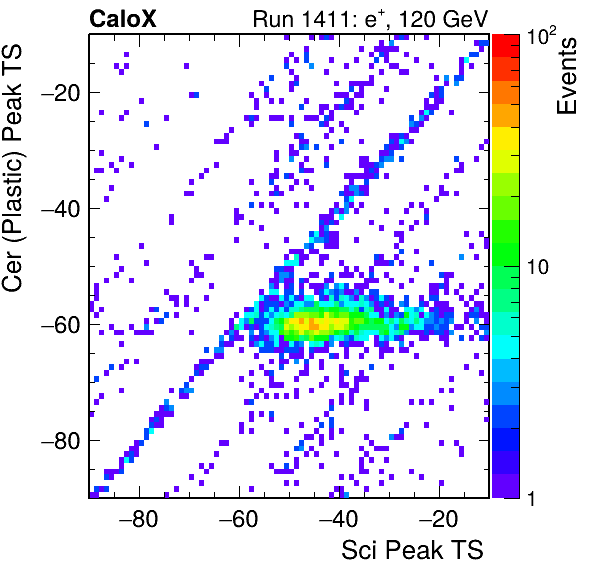 CaloX Run 1411: e⁺, 120 GeV
Cer (Plastic) Peak TS
−20
−40
−60
−80
−80 −60 −40 −20
Sci Peak TS
10²
10
1
Events